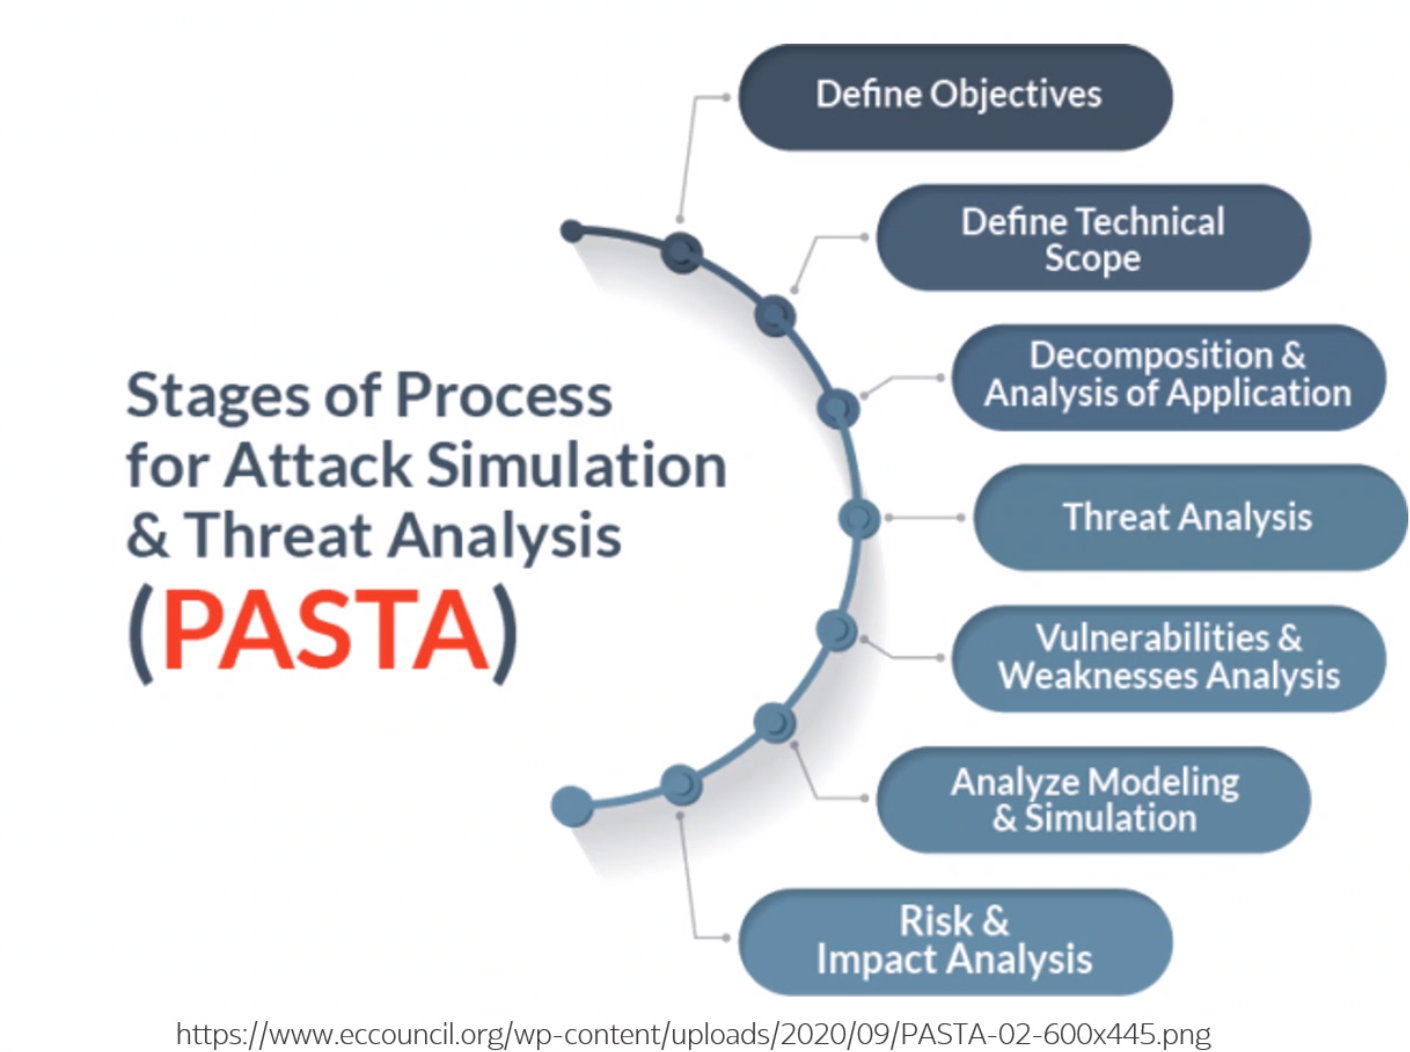 Define Objectives
Define Technical
Scope
Decomposition &
Analysis of Application
Stages of Process
for Attack Simulation
& Threat Analysis
(PASTA)
Threat Analysis
Vulnerabilities &
Weaknesses Analysis
Analyze Modeling
& Simulation
Risk &
Impact Analysis
https://www.eccouncil.org/wp-content/uploads/2020/09/PASTA-02-600x445.png